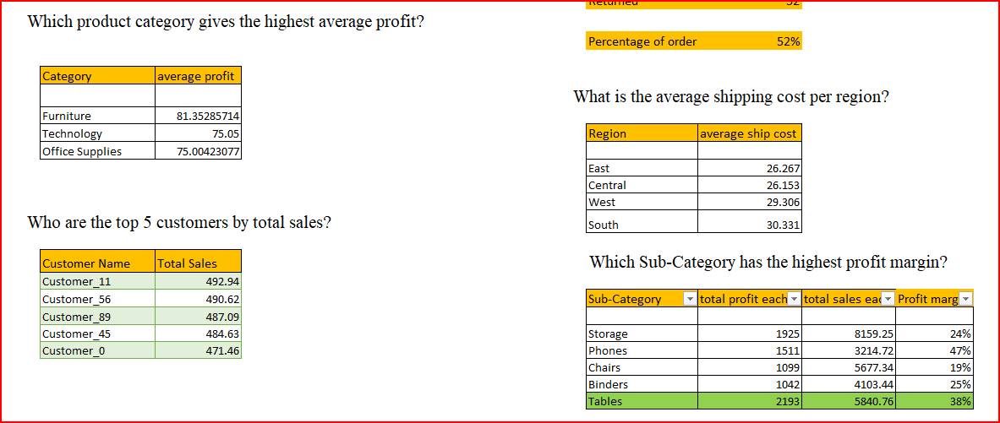 Which product category gives the highest average profit?
Category average profit
Furniture 81.35285714
Technology 75.05
Office Supplies 75.00423077
Who are the top 5 customers by total sales?
Customer Name Total Sales
Customer_11 492.94
Customer_56 490.62
Customer_89 487.09
Customer_45 484.63
Customer_0 471.46
Returned 52
Percentage of order 52%
What is the average shipping cost per region?
Region average ship cost
East 26.267
Central 26.153
West 29.306
South 30.331
Which Sub-Category has the highest profit margin?
Sub-Category total profit each total sales eac Profit marg
Storage 1925 8159.25 24%
Phones 1511 3214.72 47%
Chairs 1099 5677.34 19%
Binders 1042 4103.44 25%
Tables 2193 5840.76 38%